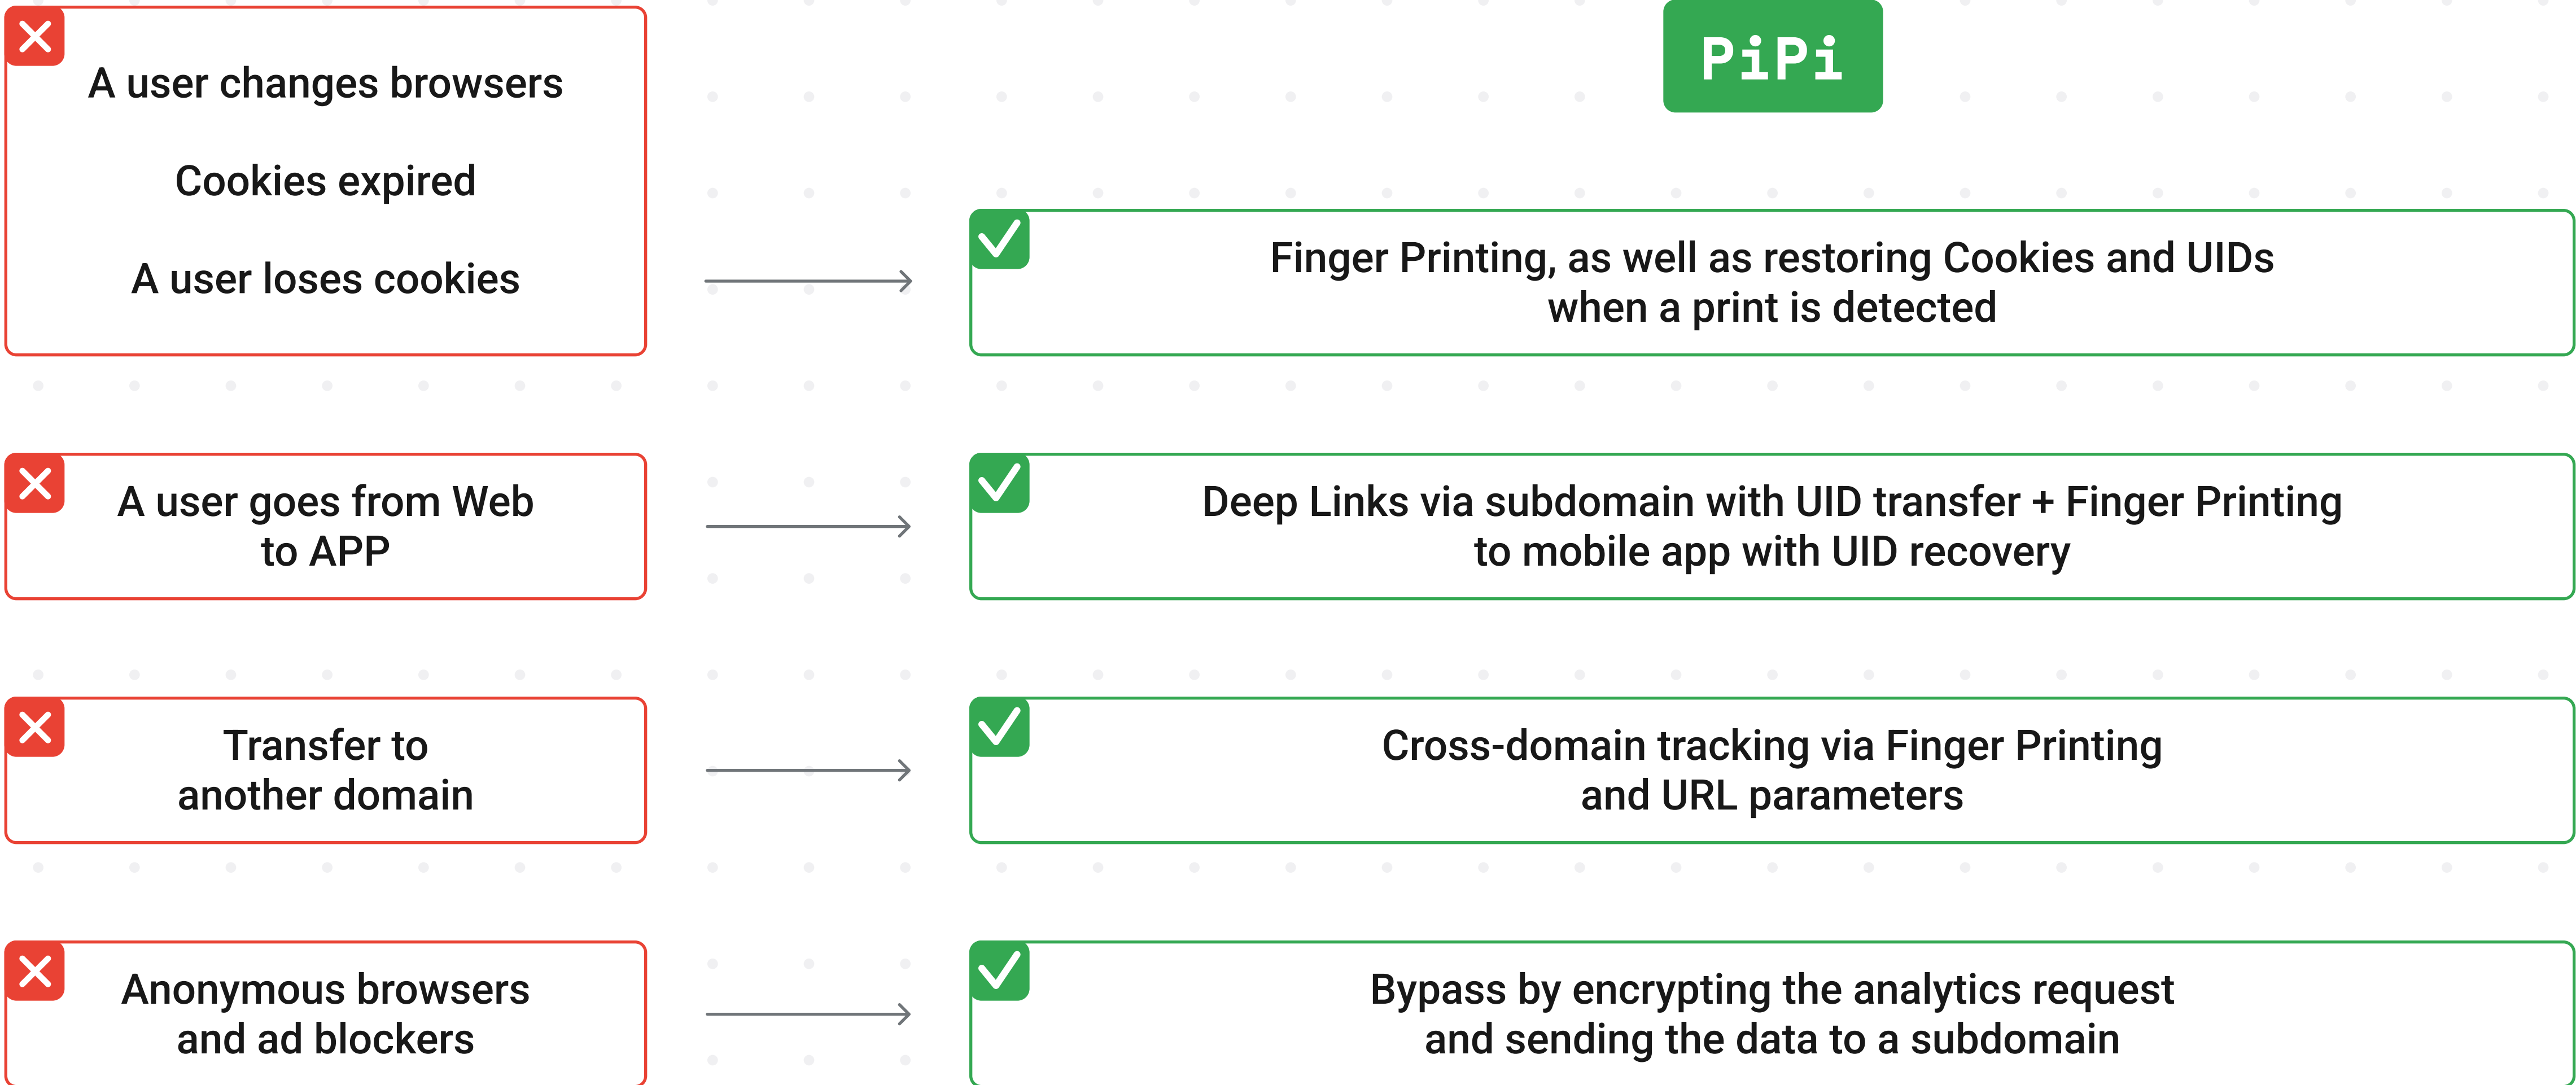 A user changes browsers
Cookies expired
A user loses cookies
PiPi
Finger Printing, as well as restoring Cookies and UIDs
when a print is detected
A user goes from Web
to APP
Deep Links via subdomain with UID transfer + Finger Printing
to mobile app with UID recovery
Transfer to
another domain
Cross-domain tracking via Finger Printing
and URL parameters
Anonymous browsers
and ad blockers
Bypass by encrypting the analytics request
and sending the data to a subdomain